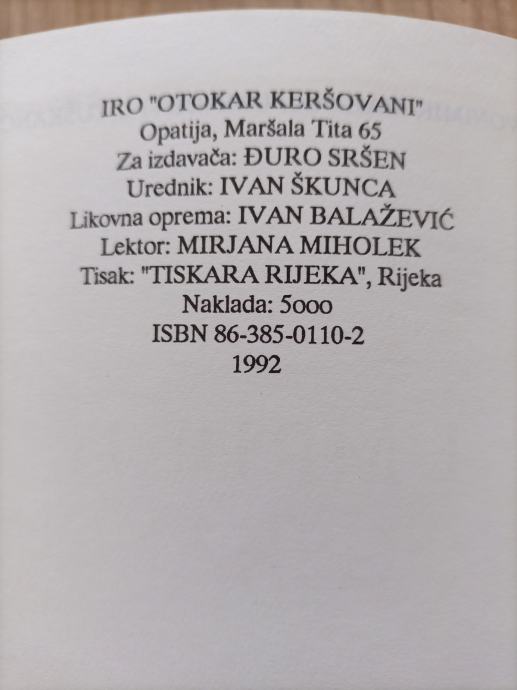 IRO "OTOKAR KERŠOVANI"
Opatija, Maršala Tita 65
Za izdavača: ĐURO SRŠEN
Urednik: IVAN ŠKUNCA
Likovna oprema: IVAN BALAŽEVIĆ
Lektor: MIRJANA MIHOLEK
Tisak: "TISKARA RIJEKA", Rijeka
Naklada: 5ooo
ISBN 86-385-0110-2
1992